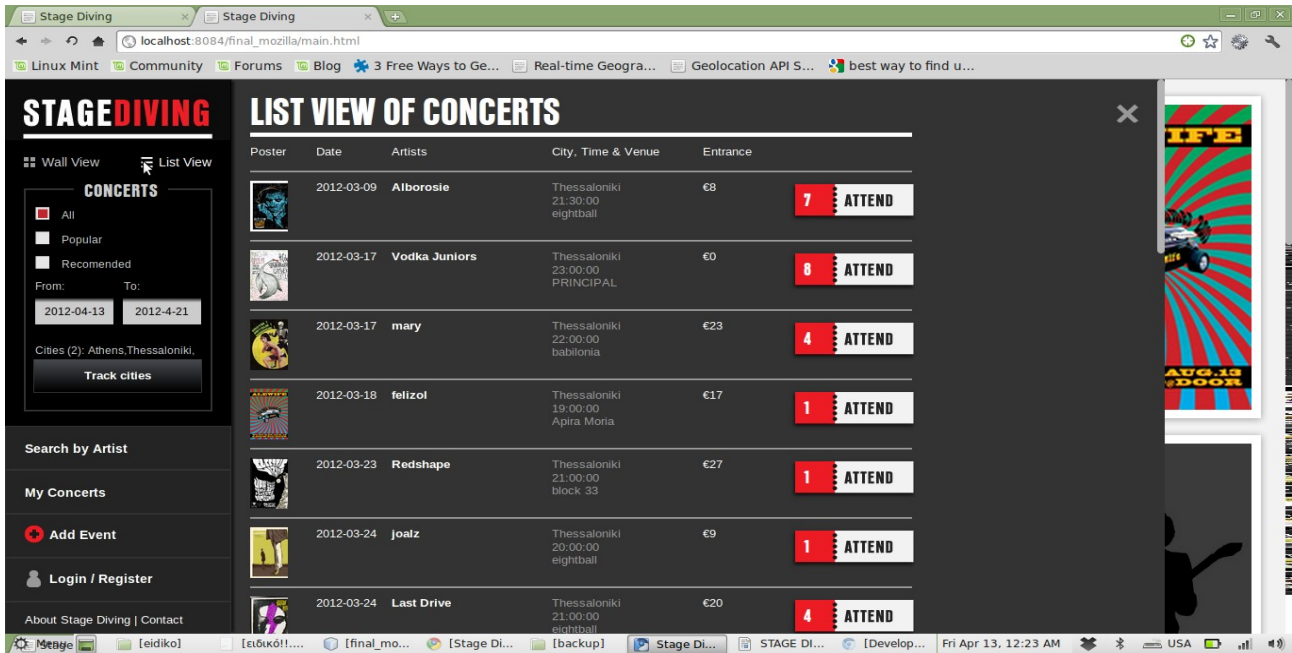 Stage Diving
Stage Diving
localhost:8084/final_mozilla/main.html
Linux Mint Community Forums Blog 3 Free Ways to Ge... Real-time Geogra... Geolocation API S... best way to find u...
STAGEDIVING
Wall View List View
CONCERTS
All
Popular
Recomended
From: To:
2012-04-13 2012-4-21
Cities (2): Athens,Thessaloniki,
Track cities
Search by Artist
My Concerts
Add Event
Login / Register
About Stage Diving | Contact
LIST VIEW OF CONCERTS
Poster Date Artists City, Time & Venue Entrance
2012-03-09 Alborosie Thessaloniki €8
21:30:00
eightball
7 ATTEND
2012-03-17 Vodka Juniors Thessaloniki €0
23:00:00
PRINCIPAL
8 ATTEND
2012-03-17 mary Thessaloniki €23
22:00:00
babilonia
4 ATTEND
2012-03-18 felizol Thessaloniki €17
19:00:00
Apira Moria
1 ATTEND
2012-03-23 Redshape Thessaloniki €27
21:00:00
block 33
1 ATTEND
2012-03-24 joalz Thessaloniki €9
20:00:00
eightball
1 ATTEND
2012-03-24 Last Drive Thessaloniki €20
21:00:00
eightball
4 ATTEND
AUG.13
DOOR
Menu [eidiko] [ειδικό!!.... [final_mo... [Stage Di... [backup] Stage Di... STAGE DI... [Develop... Fri Apr 13, 12:23 AM USA